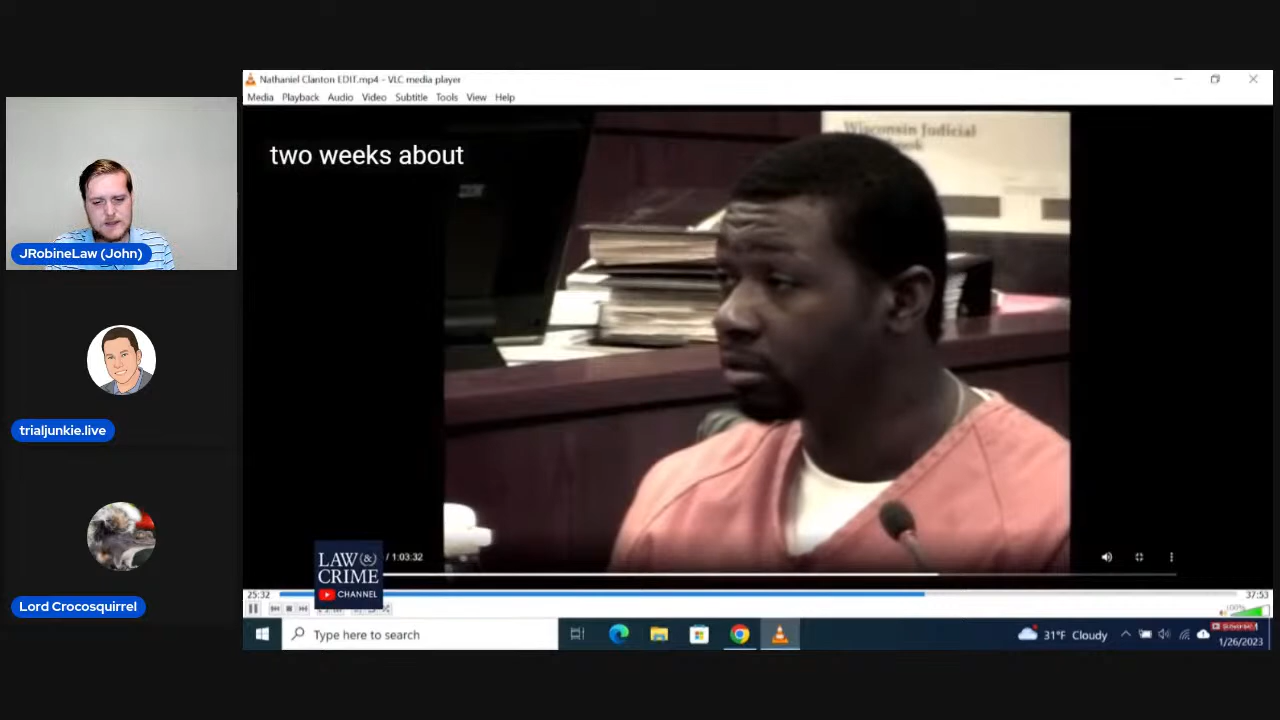 Nathaniel Clanton EDIT.mp4 - VLC media player
Media Playback Audio Video Subtitle Tools View Help
two weeks about
Wisconsin Judicial
IBM
JRobineLaw (John)
trialjunkie.live
Lord Crocosquirrel
/ 1:03:32
LAW (&)
CRIME
CHANNEL
25:32
37:53
100%
Type here to search
31°F Cloudy
1/26/2023